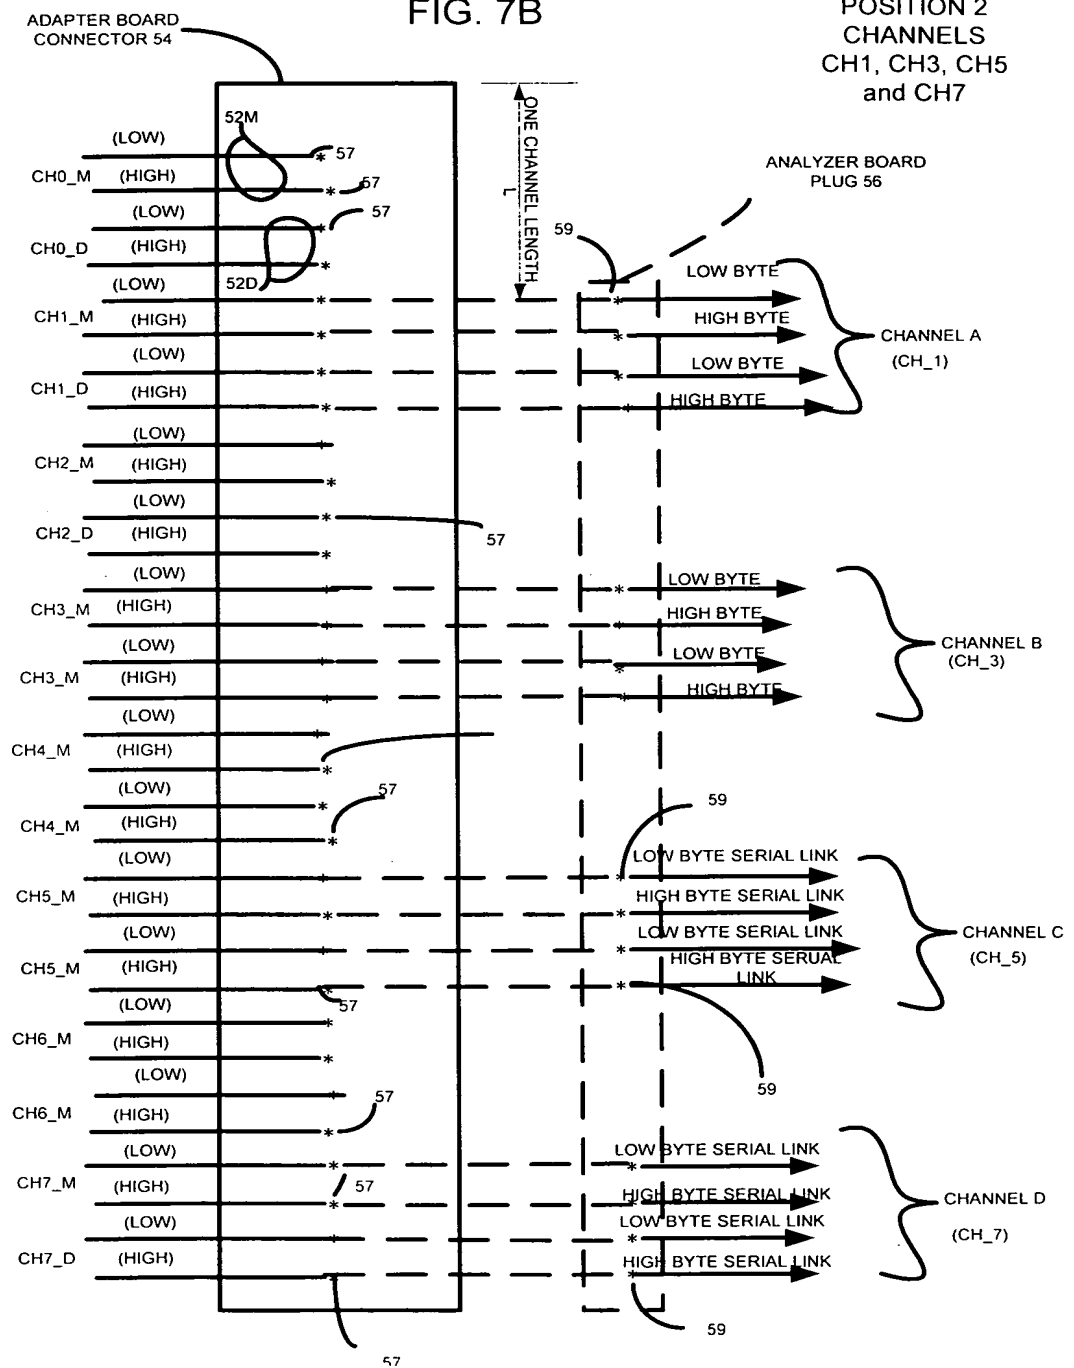 FIG. 7B
POSITION 2
CHANNELS
CH1, CH3, CH5
and CH7
ADAPTER BOARD
CONNECTOR 54
ONE CHANNEL LENGTH
L
ANALYZER BOARD
PLUG 56
52M
(LOW)
57
CH0_M
(HIGH)
57
(LOW)
57
CH0_D
(HIGH)
52D
59
(LOW)
LOW BYTE
CH1_M
(HIGH)
HIGH BYTE
(LOW)
LOW BYTE
CH1_D
(HIGH)
HIGH BYTE
CHANNEL A
(CH_1)
(LOW)
CH2_M
(HIGH)
(LOW)
57
CH2_D
(HIGH)
(LOW)
LOW BYTE
CH3_M
(HIGH)
HIGH BYTE
(LOW)
LOW BYTE
CH3_M
(HIGH)
HIGH BYTE
CHANNEL B
(CH_3)
(LOW)
CH4_M
(HIGH)
(LOW)
57
CH4_M
(HIGH)
59
(LOW)
LOW BYTE SERIAL LINK
CH5_M
(HIGH)
HIGH BYTE SERIAL LINK
(LOW)
LOW BYTE SERIAL LINK
CH5_M
(HIGH)
HIGH BYTE SERUAL
LINK
57
CHANNEL C
(CH_5)
59
(LOW)
CH6_M
(HIGH)
(LOW)
CH6_M
(HIGH)
57
(LOW)
LOW BYTE SERIAL LINK
CH7_M
(HIGH)
57
HIGH BYTE SERIAL LINK
(LOW)
LOW BYTE SERIAL LINK
CH7_D
(HIGH)
HIGH BYTE SERIAL LINK
CHANNEL D
(CH_7)
59
57